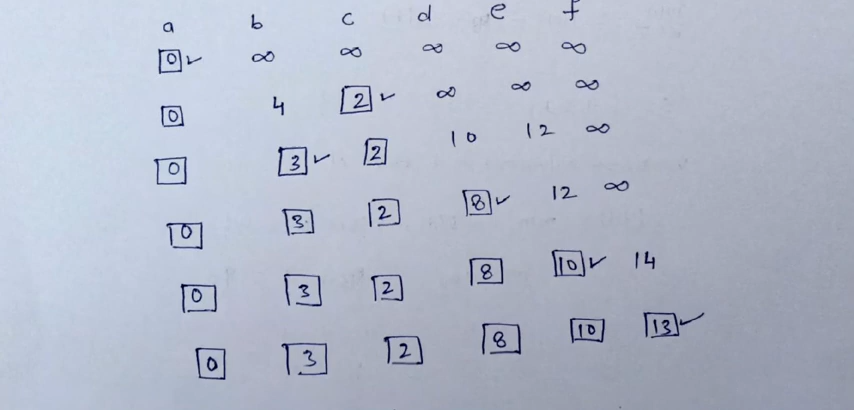 a b c d e f
0 ✓ ∞ ∞ ∞ ∞ ∞
0 4 2 ✓ ∞ ∞ ∞
0 3 ✓ 2 10 12 ∞
0 3 2 8 ✓ 12 ∞
0 3 2 8 10 ✓ 14
0 3 2 8 10 13 ✓